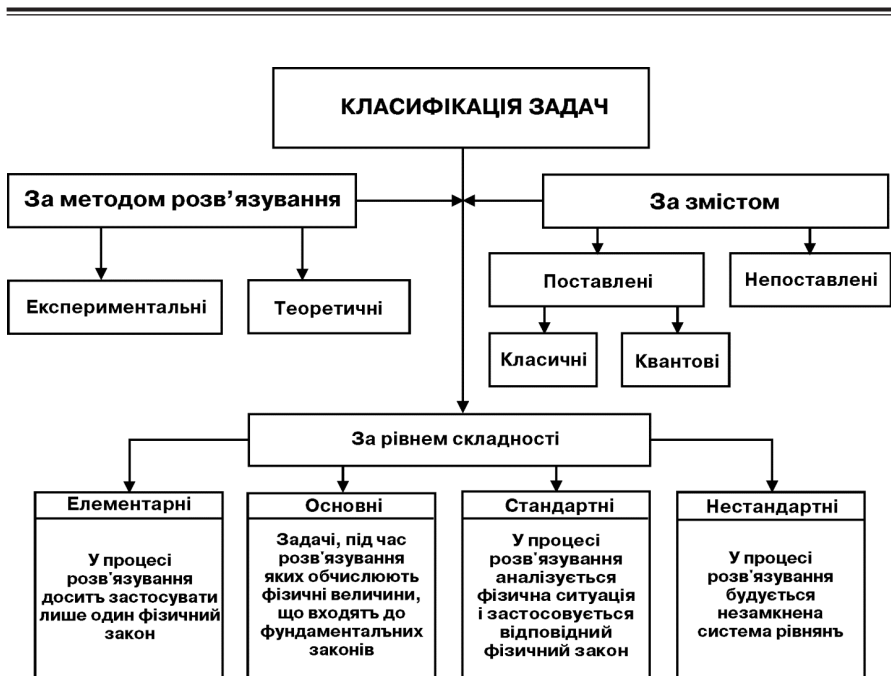 КЛАСИФІКАЦІЯ ЗАДАЧ
За методом розв'язування
За змістом
Експериментальні
Теоретичні
Поставлені
Непоставлені
Класичні
Квантові
За рівнем складності
Елементарні
У процесі
розв'язування
досить застосувати
лише один фізичний
закон
Основні
Задачі, під час
розв'язування
яких обчислюють
фізичні величини,
що входять до
фундаментальних
законів
Стандартні
У процесі
розв'язування
аналізується
фізична ситуація
і застосовується
відповідний
фізичний закон
Нестандартні
У процесі
розв'язування
будується
незамкнена
система рівнянь